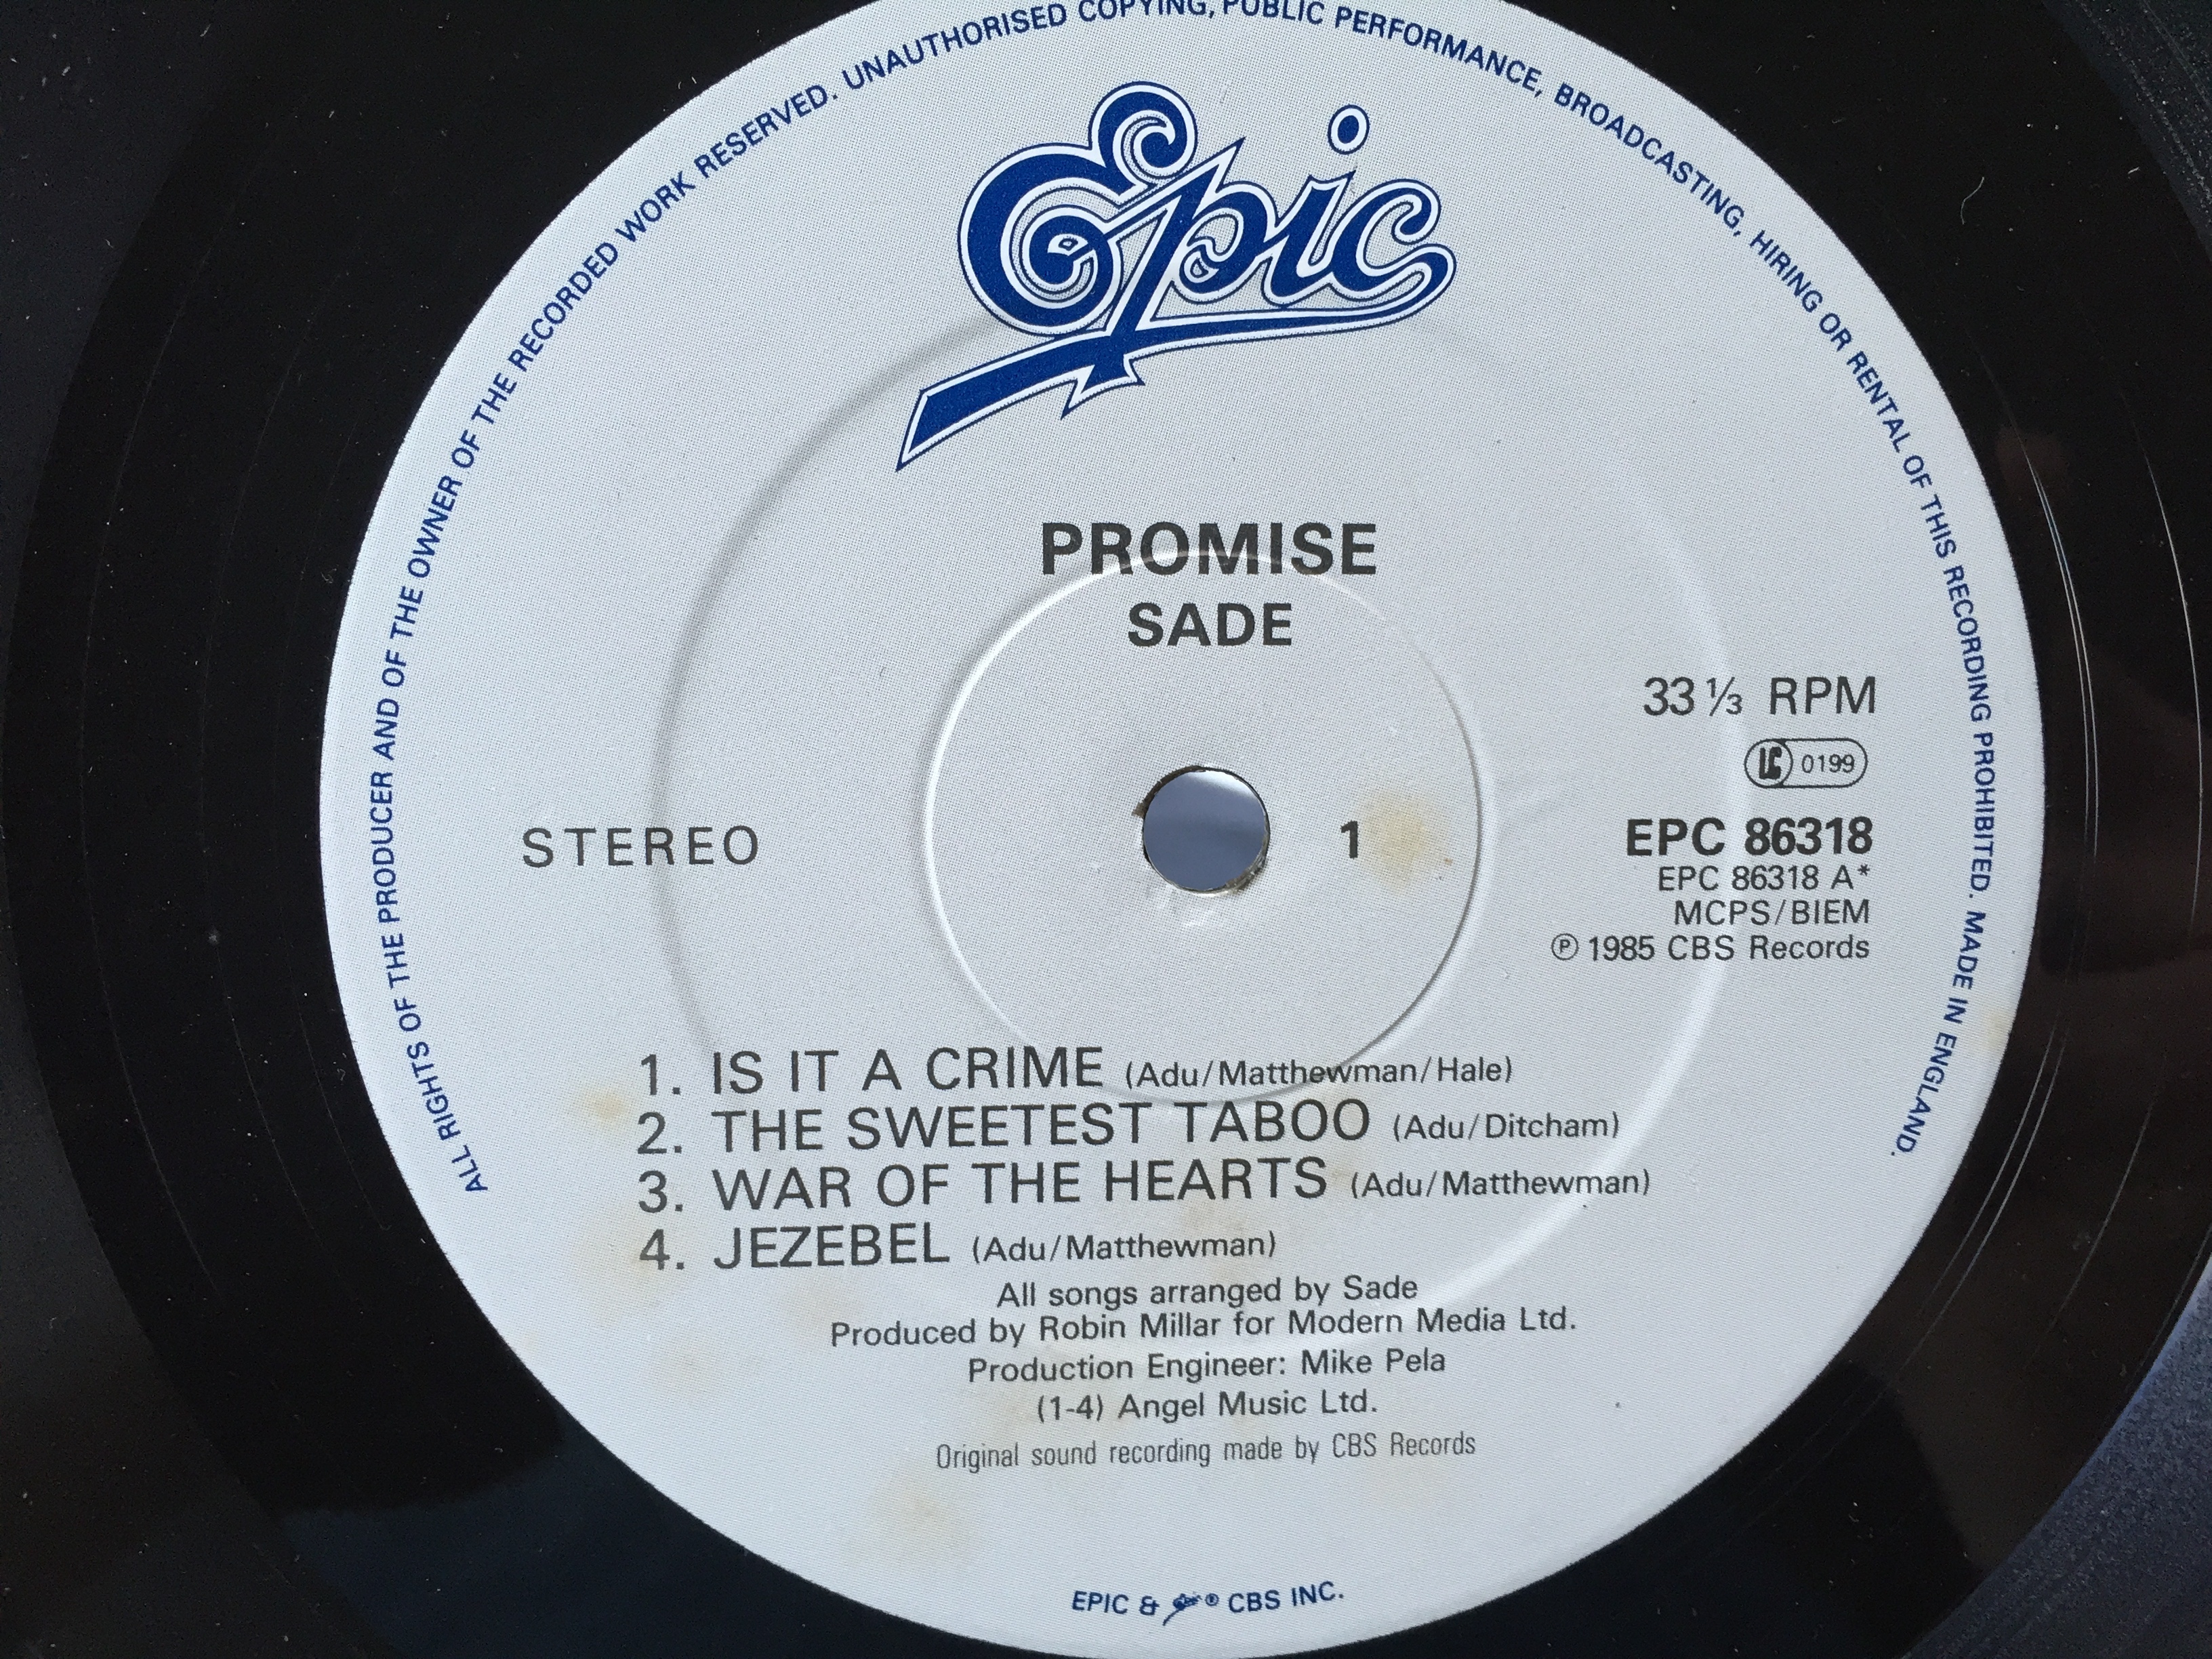 ALL RIGHTS OF THE PRODUCER AND OF THE OWNER OF THE RECORDED WORK RESERVED. UNAUTHORISED COPYING, PUBLIC PERFORMANCE, BROADCASTING, HIRING OR RENTAL OF THIS RECORDING PROHIBITED. MADE IN ENGLAND.
Epic
PROMISE
SADE
33 ⅓ RPM
LC 0199
STEREO
1
EPC 86318
EPC 86318 A*
MCPS/BIEM
℗ 1985 CBS Records
1. IS IT A CRIME (Adu/Matthewman/Hale)
2. THE SWEETEST TABOO (Adu/Ditcham)
3. WAR OF THE HEARTS (Adu/Matthewman)
4. JEZEBEL (Adu/Matthewman)
All songs arranged by Sade
Produced by Robin Millar for Modern Media Ltd.
Production Engineer: Mike Pela
(1-4) Angel Music Ltd.
Original sound recording made by CBS Records
EPIC & Epic ® CBS INC.